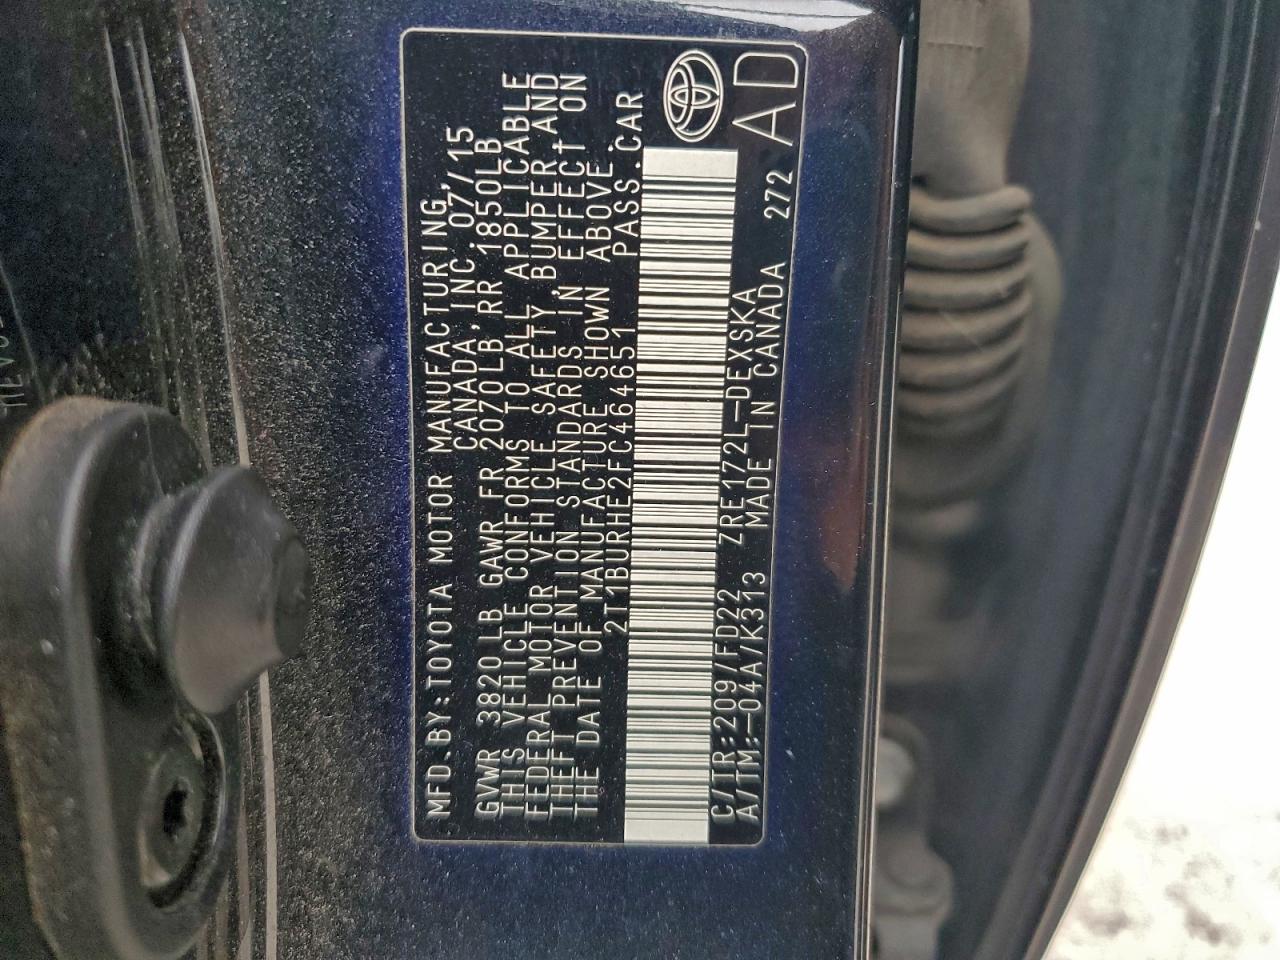 MFD.BY:TOYOTA MOTOR MANUFACTURING,
CANADA,INC. 07/15
GVWR 3820LB GAWR FR 2070LB,RR 1850LB
THIS VEHICLE CONFORMS TO ALL APPLICABLE
FEDERAL MOTOR VEHICLE SAFETY,BUMPER,AND
THEFT PREVENTION STANDARDS IN EFFECT ON
THE DATE OF MANUFACTURE SHOWN ABOVE.
2T1BURHE2FC464651 PASS.CAR
C/TR:209/FD22 ZRE172L-DEXSKA 272
A/TM:-04A/K313 MADE IN CANADA AD